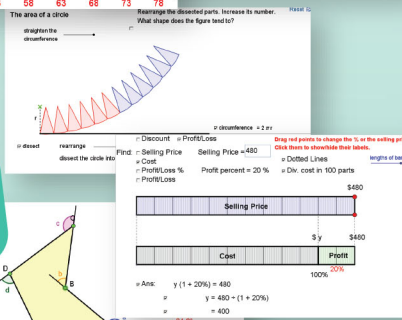 58 63 68 73 78
The area of a circle
Rearrange the dissected parts. Increase its number.
What shape does the figure tend to?
Reset
straighten the
circumference
r
circumference = 2 π r
dissect rearrange
dissect the circle into
Discount Profit/Loss
Find: Selling Price Selling Price = 480
Cost
Profit/Loss % Profit percent = 20 %
Profit/Loss
Drag red points to change the % or the selling pr
Click them to show/hide their labels.
Dotted Lines
Div. cost in 100 parts
lengths of ba
$480
Selling Price
$ y $480
Cost Profit
20%
100%
Ans: y (1 + 20%) = 480
y = 480 ÷ (1 + 20%)
= 400
c
D
d
b
B